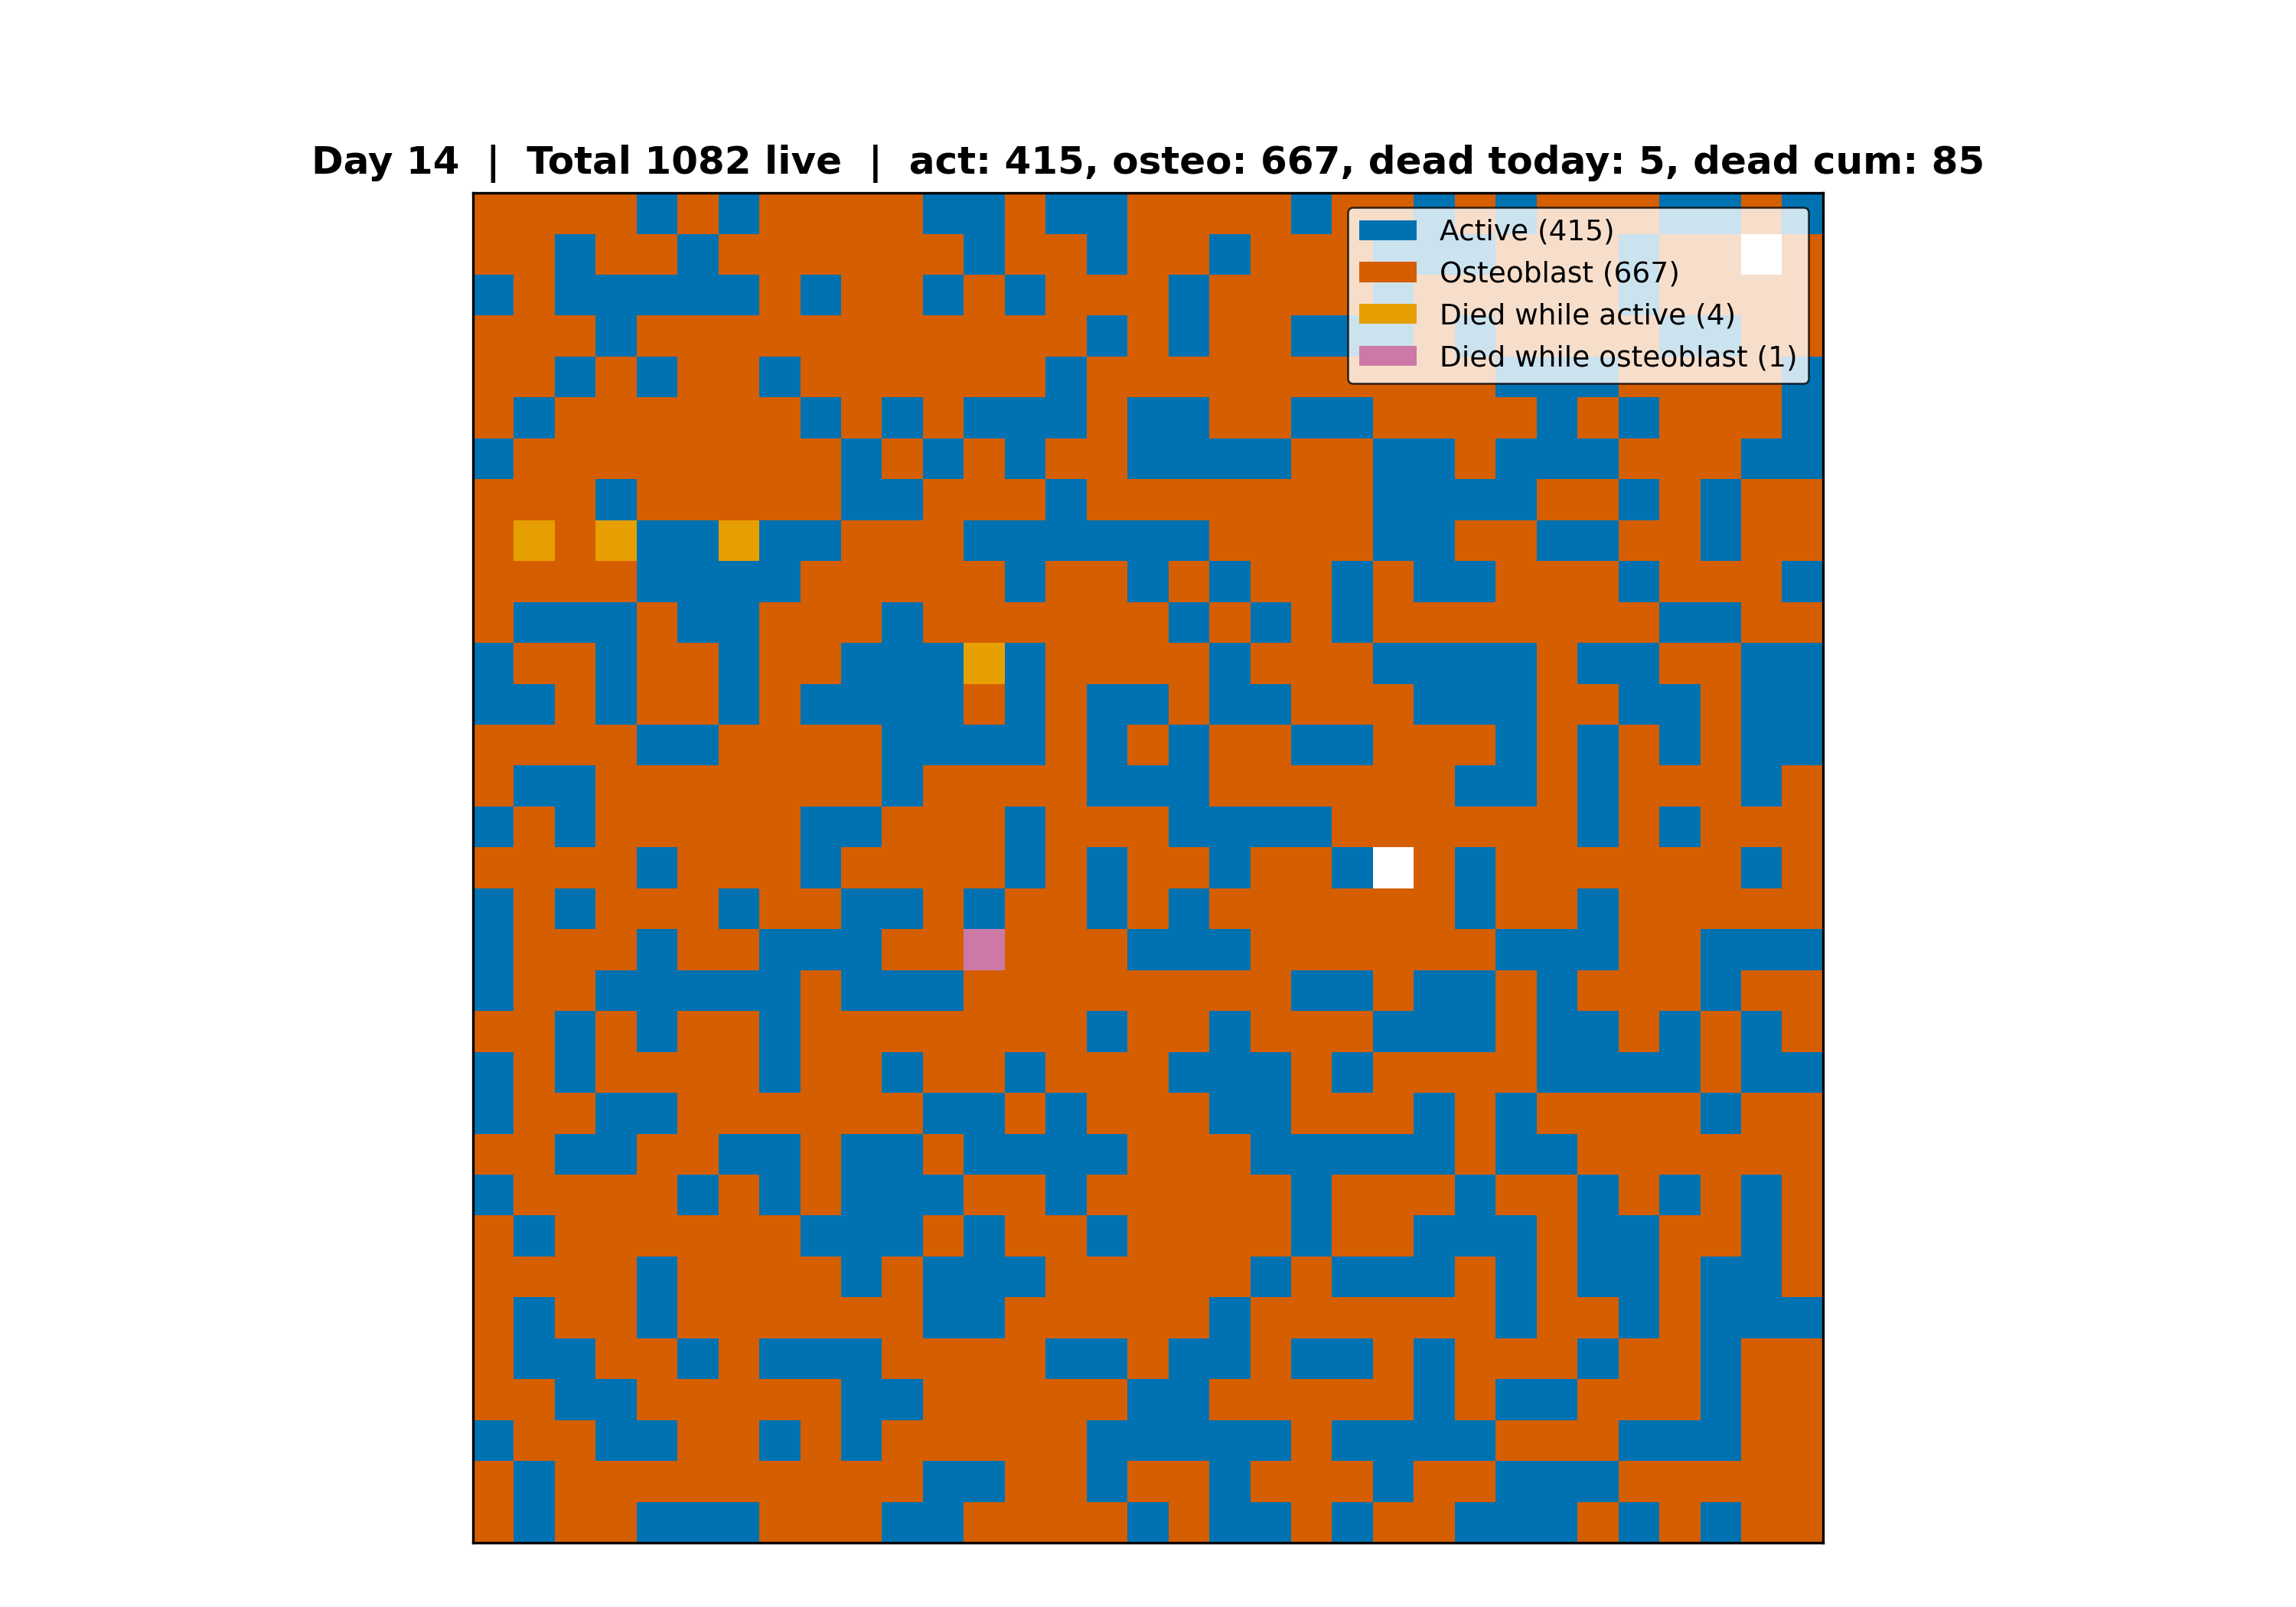 Day 14 | Total 1082 live | act: 415, osteo: 667, dead today: 5, dead cum: 85
Active (415)
Osteoblast (667)
Died while active (4)
Died while osteoblast (1)